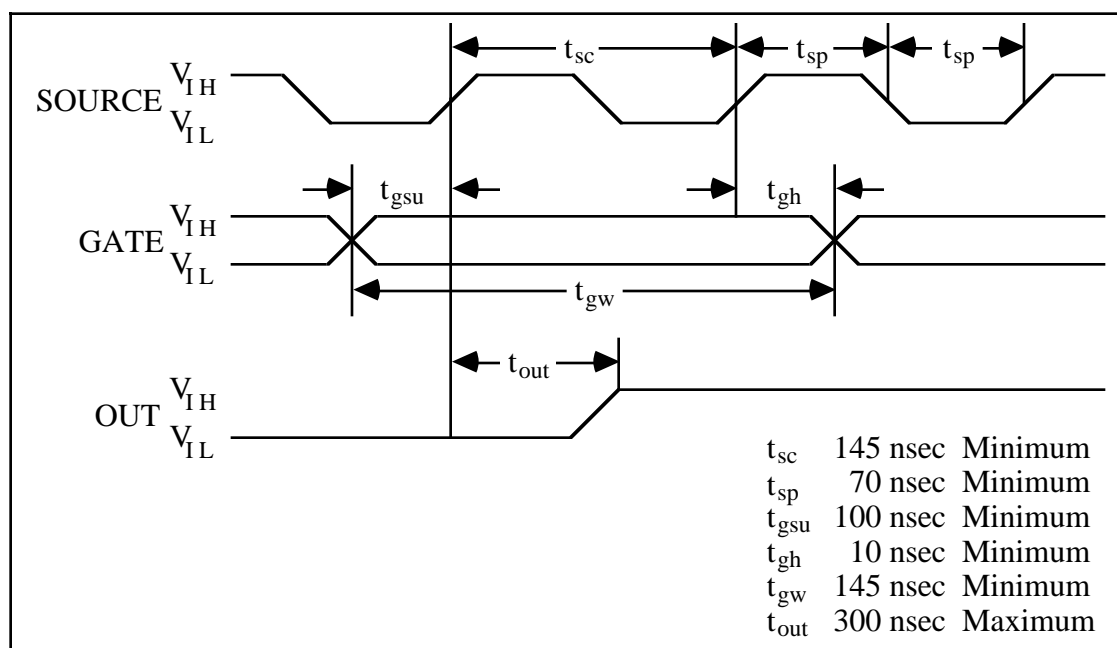 t_sc t_sp t_sp
V_IH
SOURCE
V_IL
t_gsu t_gh
V_IH
GATE
V_IL
t_gw
t_out
V_IH
OUT
V_IL
t_sc 145 nsec Minimum
t_sp 70 nsec Minimum
t_gsu 100 nsec Minimum
t_gh 10 nsec Minimum
t_gw 145 nsec Minimum
t_out 300 nsec Maximum